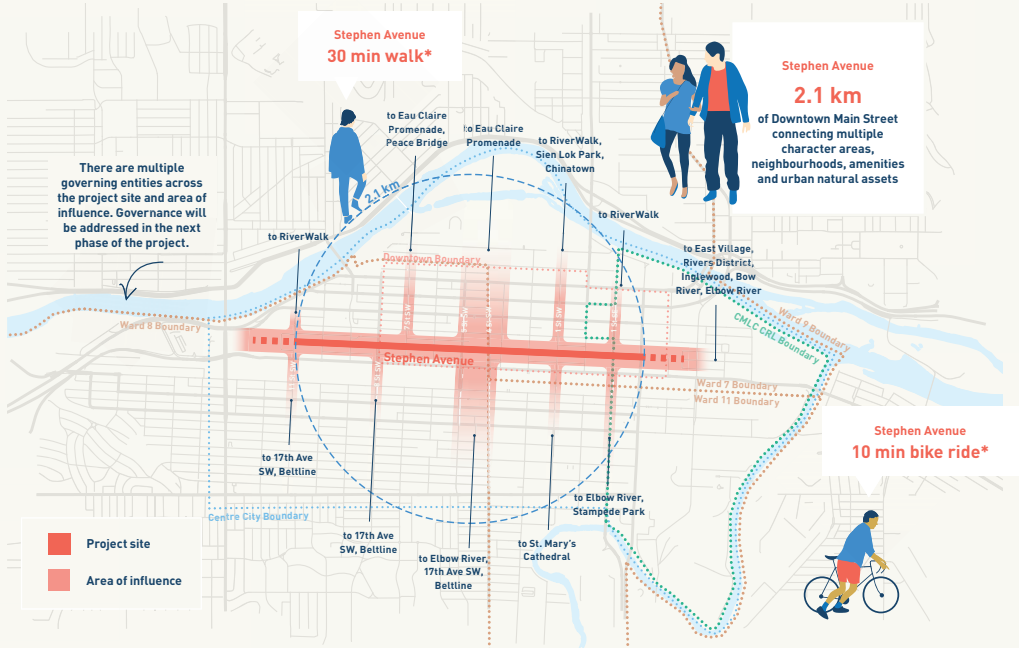 Stephen Avenue
30 min walk*
Stephen Avenue
2.1 km
of Downtown Main Street
connecting multiple
character areas,
neighbourhoods, amenities
and urban natural assets
There are multiple
governing entities across
the project site and area of
influence. Governance will
be addressed in the next
phase of the project.
to Eau Claire
Promenade,
Peace Bridge
to Eau Claire
Promenade
to RiverWalk,
Sien Lok Park,
Chinatown
2.1 km
to RiverWalk
to RiverWalk
to East Village,
Rivers District,
Inglewood, Bow
River, Elbow River
Downtown Boundary
Ward 8 Boundary
Ward 9 Boundary
CMLC CRL Boundary
Stephen Avenue
Ward 7 Boundary
Ward 11 Boundary
Stephen Avenue
10 min bike ride*
to 17th Ave
SW, Beltline
to Elbow River,
Stampede Park
Centre City Boundary
to 17th Ave
SW, Beltline
to Elbow River,
17th Ave SW,
Beltline
to St. Mary's
Cathedral
Project site
Area of influence